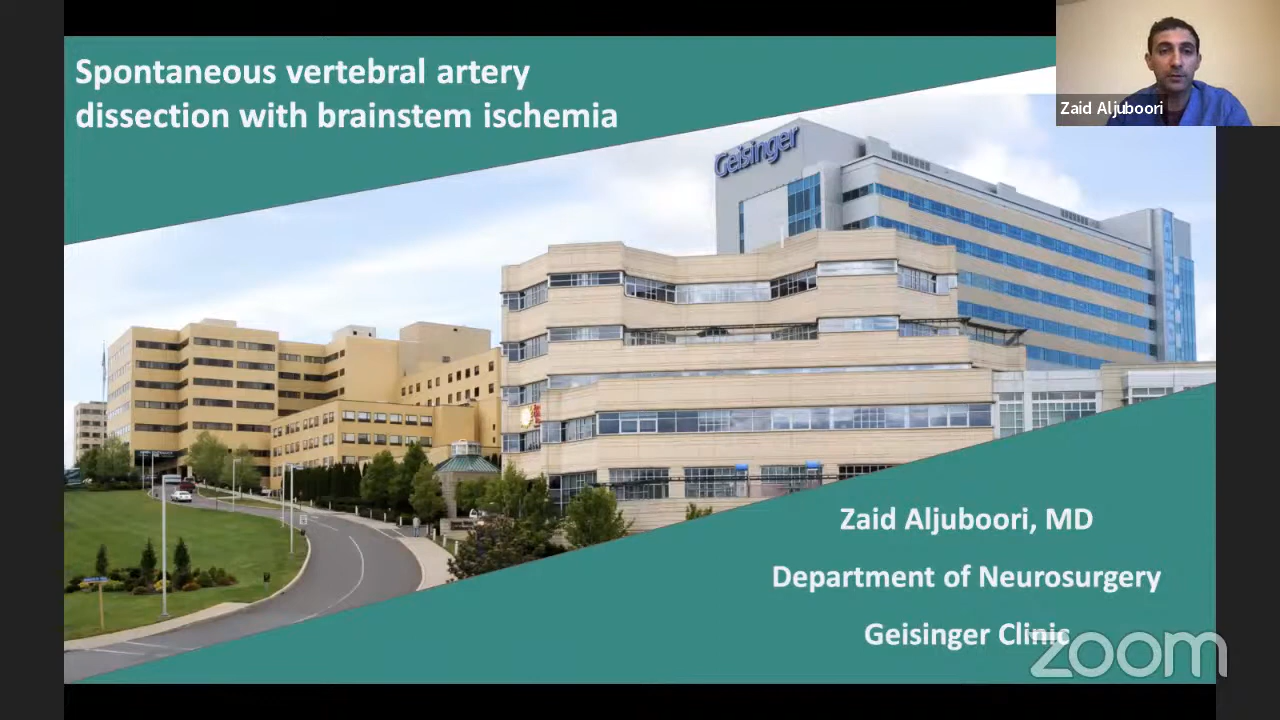 Spontaneous vertebral artery
dissection with brainstem ischemia
Zaid Aljuboori
Geisinger
Zaid Aljuboori, MD
Department of Neurosurgery
Geisinger Clinic
zoom